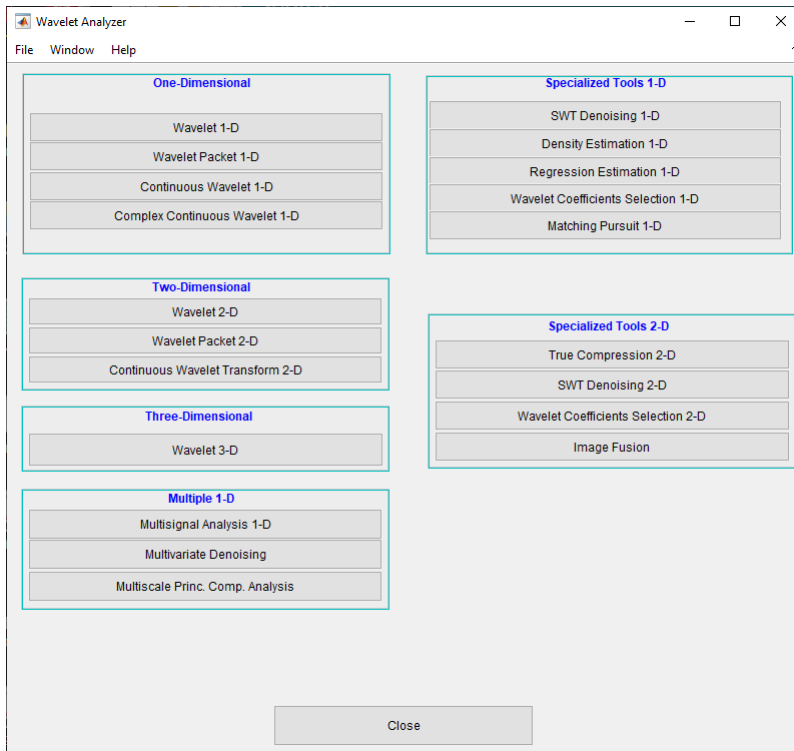 Wavelet Analyzer
File Window Help
One-Dimensional
Wavelet 1-D
Wavelet Packet 1-D
Continuous Wavelet 1-D
Complex Continuous Wavelet 1-D
Two-Dimensional
Wavelet 2-D
Wavelet Packet 2-D
Continuous Wavelet Transform 2-D
Three-Dimensional
Wavelet 3-D
Multiple 1-D
Multisignal Analysis 1-D
Multivariate Denoising
Multiscale Princ. Comp. Analysis
Specialized Tools 1-D
SWT Denoising 1-D
Density Estimation 1-D
Regression Estimation 1-D
Wavelet Coefficients Selection 1-D
Matching Pursuit 1-D
Specialized Tools 2-D
True Compression 2-D
SWT Denoising 2-D
Wavelet Coefficients Selection 2-D
Image Fusion
Close